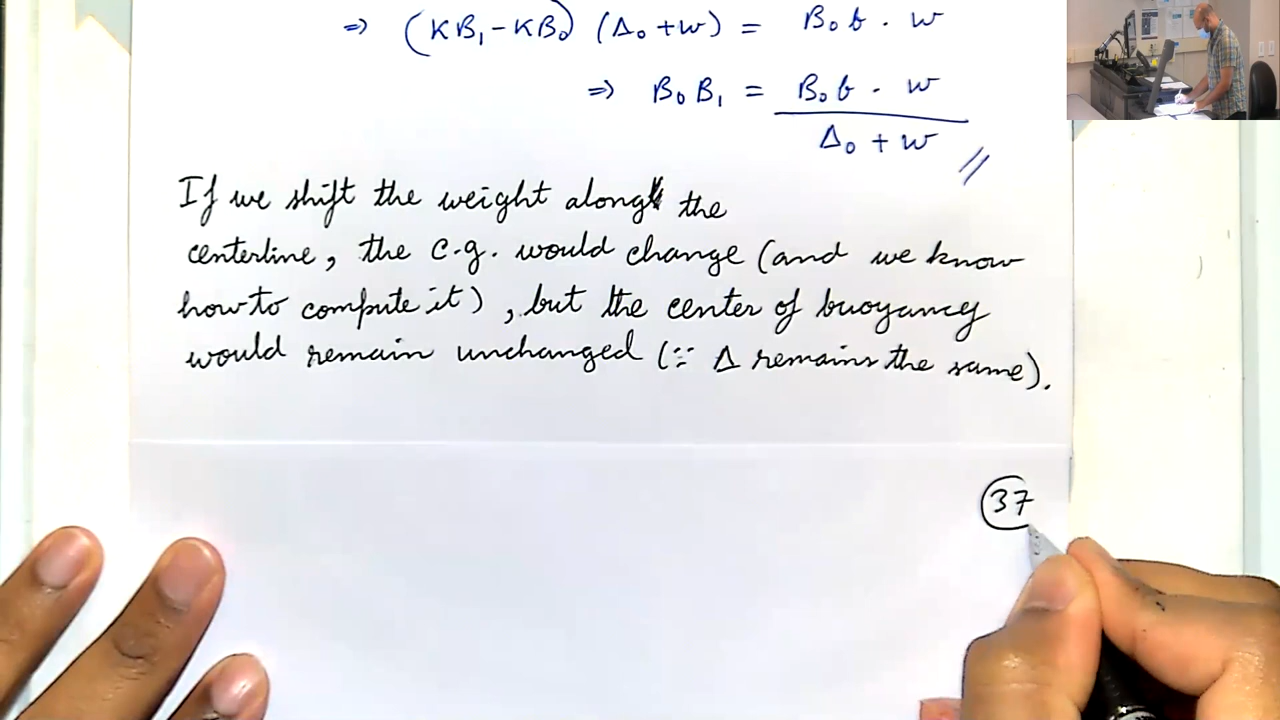 ⇒ (KB₁ - KB₀) (Δ₀ + w) = B₀b · w
⇒ B₀B₁ = B₀b · w / Δ₀ + w //
If we shift the weight along the
centerline, the c.g. would change (and we know
how to compute it), but the center of buoyancy
would remain unchanged (∵ Δ remains the same).
37